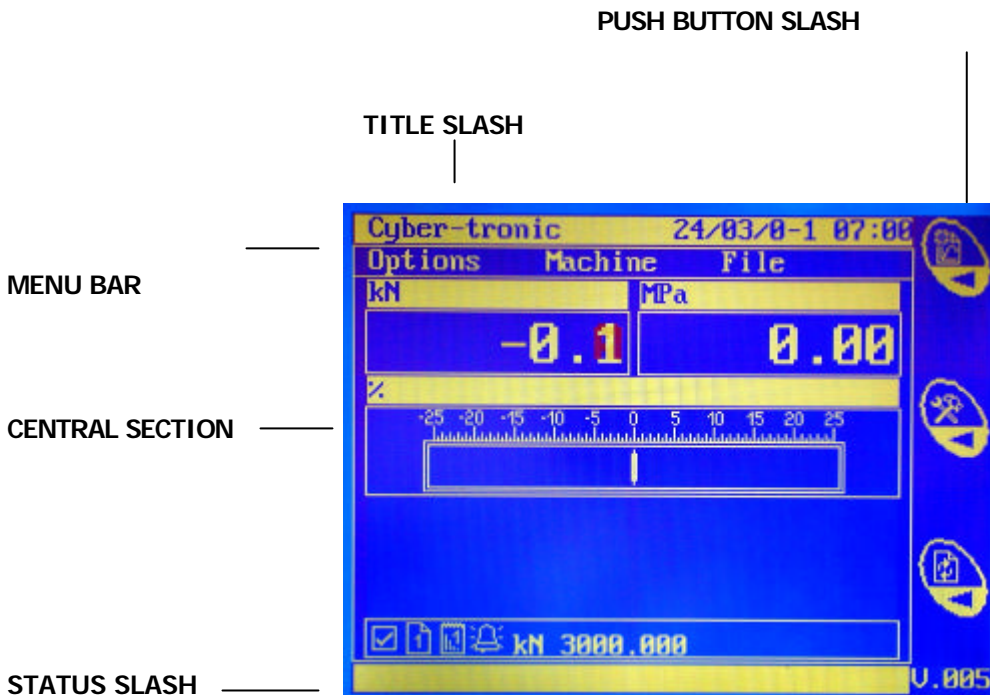 PUSH BUTTON SLASH
TITLE SLASH
Cyber-tronic 24/03/0-1 07:00
MENU BAR
Options Machine File
kN MPa
-0.1 0.00
%
CENTRAL SECTION
-25 -20 -15 -10 -5 0 5 10 15 20 25
1 kN 3000.000
STATUS SLASH
V.005